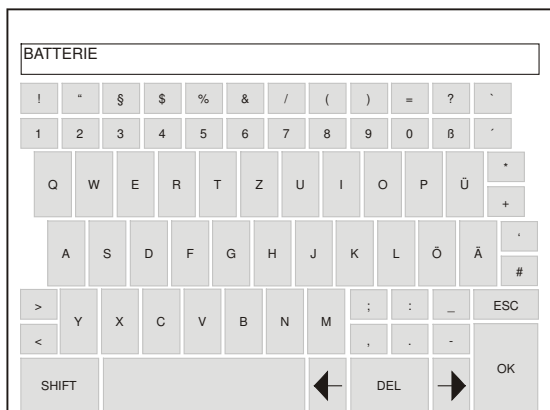 BATTERIE
! “ § $ % & / ( ) = ? `
1 2 3 4 5 6 7 8 9 0 ß ´
Q W E R T Z U I O P Ü * +
A S D F G H J K L Ö Ä ‘ #
> < Y X C V B N M ; : _ ESC
, . -
SHIFT DEL OK